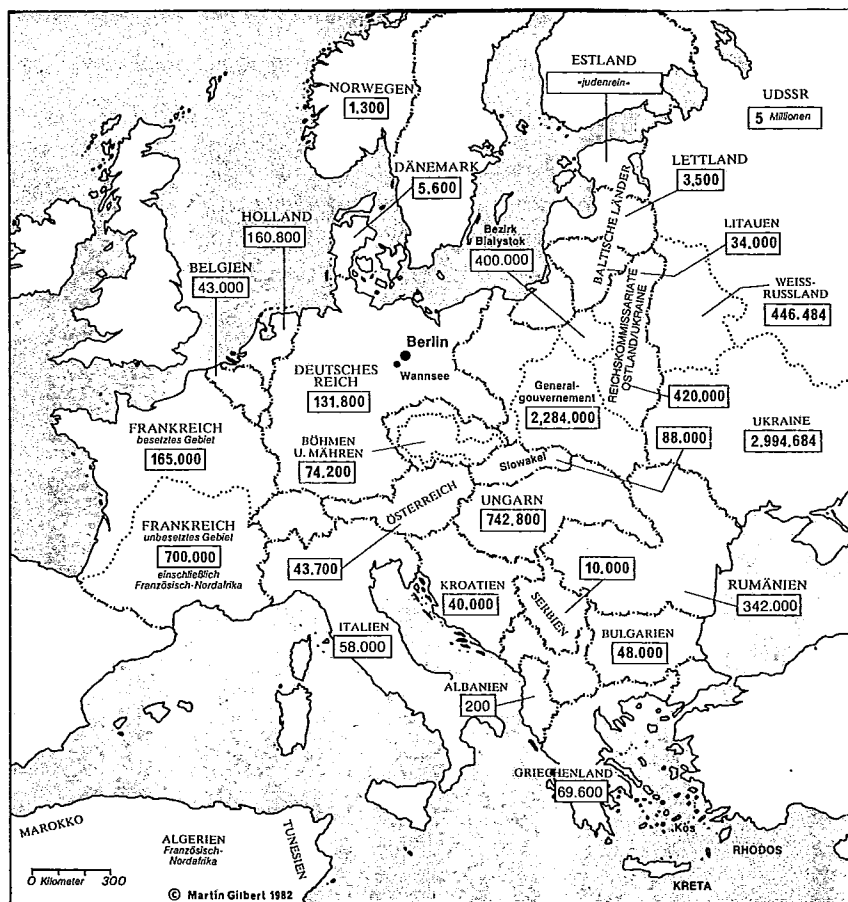 NORWEGEN
1.300
ESTLAND
-judenrein-
UDSSR
5 Millionen
DÄNEMARK
5.600
LETTLAND
3,500
HOLLAND
160.800
Bezirk
Bialystok
400.000
BALTISCHE LÄNDER
LITAUEN
34.000
BELGIEN
43.000
WEISS-
RUSSLAND
446.484
REICHSKOMMISSARIATE
OSTLAND/UKRAINE
Berlin
Wannsee
DEUTSCHES
REICH
131.800
General-
gouvernement
2,284.000
420,000
FRANKREICH
besetztes Gebiet
165.000
BÖHMEN
U. MÄHREN
74.200
88.000
UKRAINE
2.994,684
Slowakei
ÖSTERREICH
UNGARN
742,800
FRANKREICH
unbesetztes Gebiet
700.000
einschließlich
Französisch-Nordafrika
43,700
KROATIEN
40.000
10.000
SERBIEN
RUMÄNIEN
342.000
ITALIEN
58.000
BULGARIEN
48.000
ALBANIEN
200
GRIECHENLAND
69.600
MAROKKO
ALGERIEN
Französisch-
Nordafrika
TUNESIEN
Kos
RHODOS
KRETA
0 Kilometer 300
© Martin Gilbert 1982